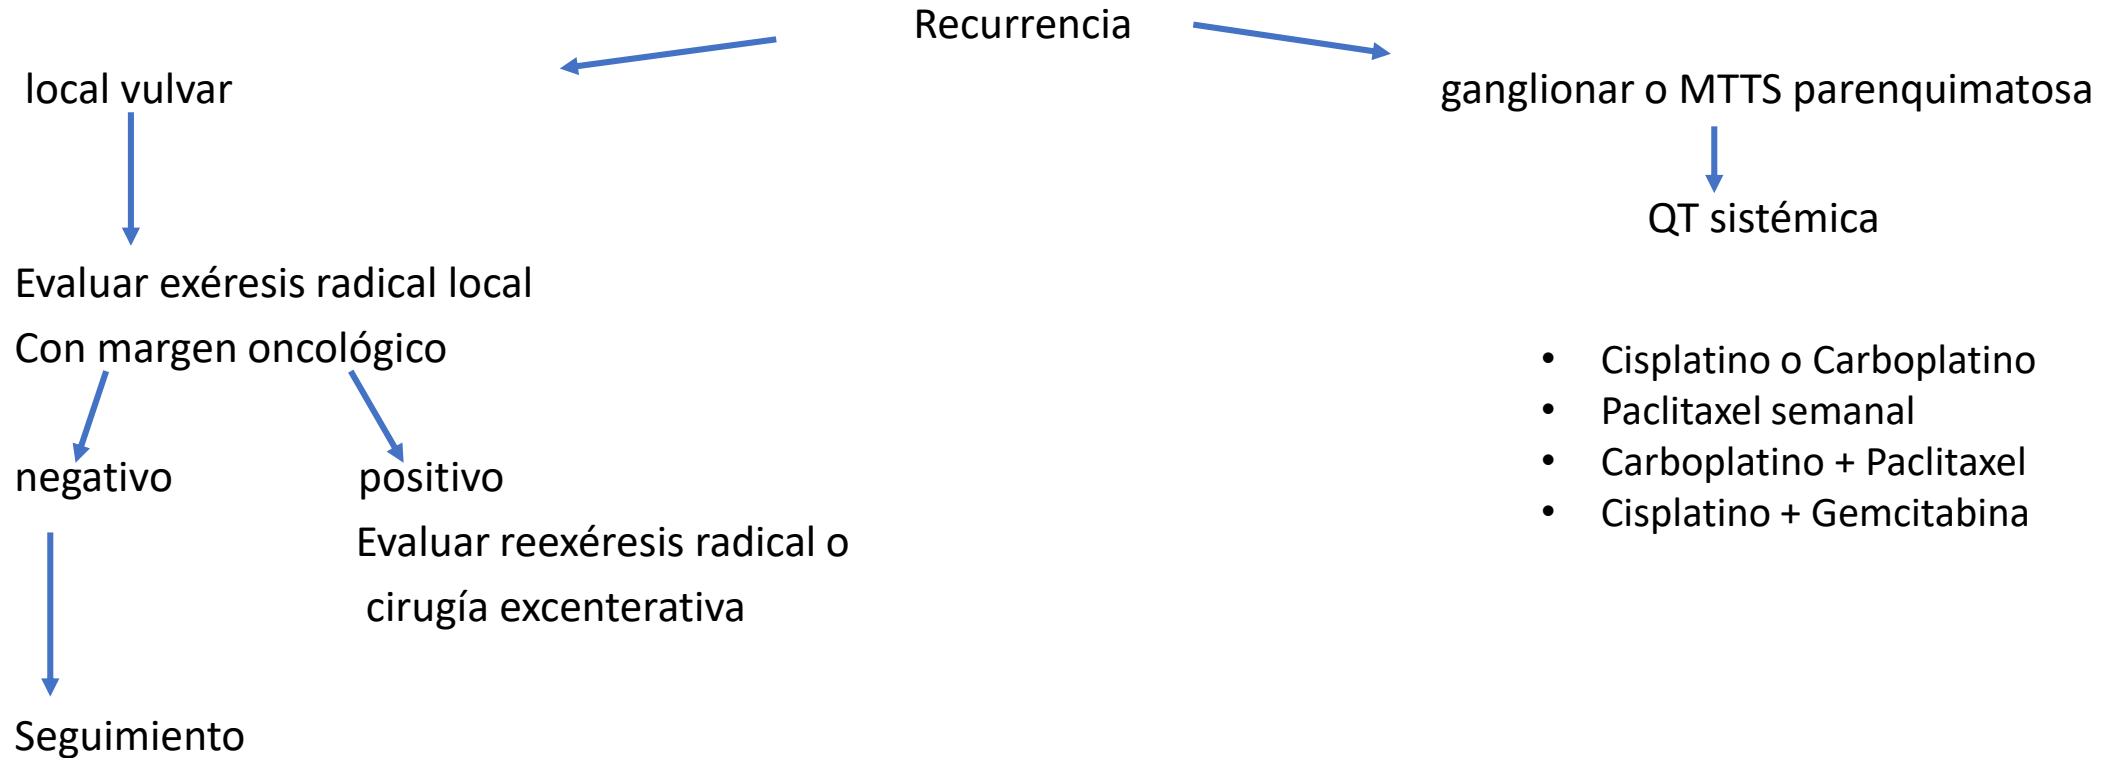 Recurrencia
local vulvar
ganglionar o MTTS parenquimatosa
QT sistémica
Evaluar exéresis radical local
Con margen oncológico
• Cisplatino o Carboplatino
• Paclitaxel semanal
• Carboplatino + Paclitaxel
• Cisplatino + Gemcitabina
negativo
positivo
Evaluar reexéresis radical o
cirugía excenterativa
Seguimiento